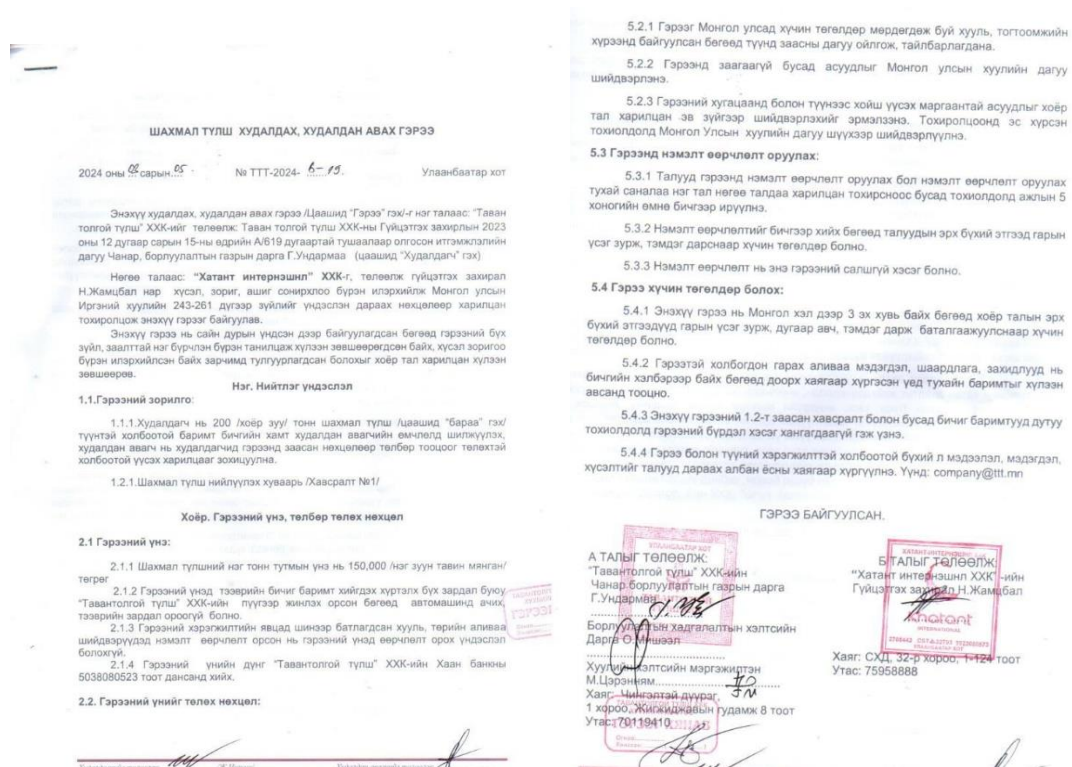 ШАХМАЛ ТҮЛШ ХУДАЛДАХ, ХУДАЛДАН АВАХ ГЭРЭЭ
2024 оны 02 сарын 05 № ТТТ-2024- Б-19. Улаанбаатар хот
Энэхүү худалдах, худалдан авах гэрээ /Цаашид “Гэрээ” гэх/-г нэг талаас: “Таван
толгой түлш” ХХК-ийг төлөөлж: Таван толгой түлш ХХК-ны Гүйцэтгэх захирлын 2023
оны 12 дугаар сарын 15-ны өдрийн А/619 дугаартай тушаалаар олгосон итгэмжлэлийн
дагуу Чанар, борлуулалтын газрын дарга Г.Ундармаа (цаашид “Худалдагч” гэх)
Нөгөө талаас: “Хатант интернэшнл” ХХК-г, төлөөлж гүйцэтгэх захирал
Н.Жамцбал нар хүсэл, зориг, ашиг сонирхлоо бүрэн илэрхийлж Монгол улсын
Иргэний хуулийн 243-261 дүгээр зүйлийг үндэслэн дараах нөхцөлөөр харилцан
тохиролцож энэхүү гэрээг байгуулав.
Энэхүү гэрээ нь сайн дурын үндсэн дээр байгуулагдсан бөгөөд гэрээний бүх
зүйл, заалттай нэг бүрчлэн бүрэн танилцаж хүлээн зөвшөөрөгдсөн байх, хүсэл зоригоо
бүрэн илэрхийлсэн байх зарчимд тулгуурлагдсан болохыг хоёр тал харилцан хүлээн
зөвшөөрөв.
Нэг. Нийтлэг үндэслэл
1.1.Гэрээний зорилго:
1.1.1.Худалдагч нь 200 /хоёр зуу/ тонн шахмал түлш /цаашид “бараа” гэх/
түүнтэй холбоотой баримт бичгийн хамт худалдан авагчийн өмчлөлд шилжүүлэх,
худалдан авагч нь худалдагчид гэрээнд заасан нөхцөлөөр төлбөр тооцоог төлөхтэй
холбоотой үүсэх харилцааг зохицуулна.
1.2.1.Шахмал түлш нийлүүлэх хуваарь /Хавсралт №1/
Хоёр. Гэрээний үнэ, төлбөр төлөх нөхцөл
2.1 Гэрээний үнэ:
2.1.1 Шахмал түлшний нэг тонн тутмын үнэ нь 150,000 /нэг зуун тавин мянган/
төгрөг
2.1.2 Гэрээний үнэд тээврийн бичиг баримт хийгдэх хүртэлх бүх зардал буюу
“Тавантолгой түлш” ХХК-ийн пүүгээр жинлэх орсон бөгөөд автомашинд ачих,
тээврийн зардал ороогүй болно.
2.1.3 Гэрээний хэрэгжилтийн явцад шинээр батлагдсан хууль, төрийн аливаа
шийдвэрүүдэд нэмэлт өөрчлөлт орсон нь гэрээний үнэд өөрчлөлт орох үндэслэл
болохгүй.
2.1.4 Гэрээний үнийн дүнг “Тавантолгой түлш” ХХК-ийн Хаан банкны
5038080523 тоот дансанд хийх.
2.2. Гэрээний үнийг төлөх нөхцөл:
5.2.1 Гэрээг Монгол улсад хүчин төгөлдөр мөрдөгдөж буй хууль, тогтоомжийн
хүрээнд байгуулсан бөгөөд түүнд заасны дагуу ойлгож, тайлбарлагдана.
5.2.2 Гэрээнд заагаагүй бусад асуудлыг Монгол улсын хуулийн дагуу
шийдвэрлэнэ.
5.2.3 Гэрээний хугацаанд болон түүнээс хойш үүсэх маргаантай асуудлыг хоёр
тал харилцан эв зүйгээр шийдвэрлэхийг эрмэлзэнэ. Тохиролцоонд эс хүрсэн
тохиолдолд Монгол Улсын хуулийн дагуу шүүхээр шийдвэрлүүлнэ.
5.3 Гэрээнд нэмэлт өөрчлөлт оруулах:
5.3.1 Талууд гэрээнд нэмэлт өөрчлөлт оруулах бол нэмэлт өөрчлөлт оруулах
тухай саналаа нэг тал нөгөө талдаа харилцан тохирсноос бусад тохиолдолд ажлын 5
хоногийн өмнө бичгээр ирүүлнэ.
5.3.2 Нэмэлт өөрчлөлтийг бичгээр хийх бөгөөд талуудын эрх бүхий этгээд гарын
үсэг зурж, тэмдэг дарснаар хүчин төгөлдөр болно.
5.3.3 Нэмэлт өөрчлөлт нь энэ гэрээний салшгүй хэсэг болно.
5.4 Гэрээ хүчин төгөлдөр болох:
5.4.1 Энэхүү гэрээ нь Монгол хэл дээр 3 эх хувь байх бөгөөд хоёр талын эрх
бүхий этгээдүүд гарын үсэг зурж, дугаар авч, тэмдэг дарж баталгаажуулснаар хүчин
төгөлдөр болно.
5.4.2 Гэрээтэй холбогдон гарах аливаа мэдэгдэл, шаардлага, захидлууд нь
бичгийн хэлбэрээр байх бөгөөд доорх хаягаар хүргэсэн үед тухайн баримтыг хүлээн
авсанд тооцно.
5.4.3 Энэхүү гэрээний 1.2-т заасан хавсралт болон бусад бичиг баримтууд дутуу
тохиолдолд гэрээний бүрдэл хэсэг хангагдаагүй гэж үзнэ.
5.4.4 Гэрээ болон түүний хэрэгжилттэй холбоотой бүхий л мэдээлэл, мэдэгдэл,
хүсэлтийг талууд дараах албан ёсны хаягаар хүргүүлнэ. Үүнд: company@ttt.mn
ГЭРЭЭ БАЙГУУЛСАН.
А ТАЛЫГ ТӨЛӨӨЛЖ:
“Тавантолгой түлш” ХХК-ийн
Чанар борлуулалтын газрын дарга
Г.Ундармаа
Борлуулалтын хадгалалтын хэлтсийн
Дарга О.Мишээл
Хуулийн хэлтсийн мэргэжилтэн
М.Цэрэнням
Хаяг: Чингэлтэй дүүрэг,
1 хороо, Жигжиджавын гудамж 8 тоот
Утас: 70119410
Б ТАЛЫГ ТӨЛӨӨЛЖ:
“Хатант интернэшнл ХХК” -ийн
Гүйцэтгэх захирал Н.Жамцбал
khatant
INTERNATIONAL
Хаяг: СХД, 32-р хороо, 1-124 тоот
Утас: 75958888